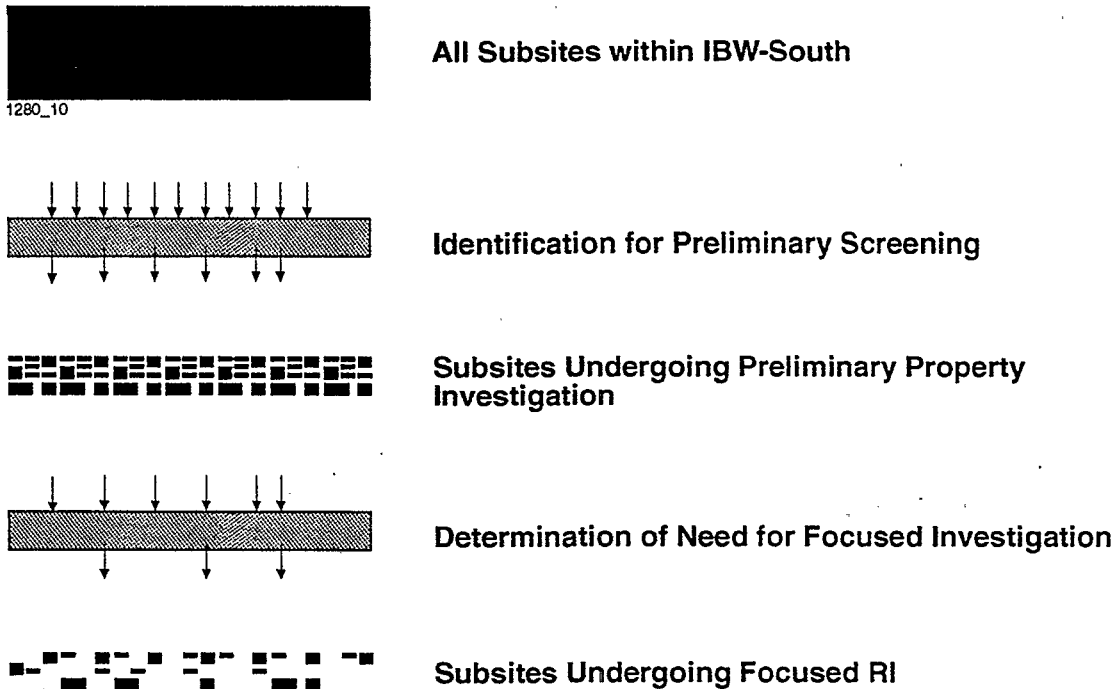 All Subsites within IBW-South
1280_10
Identification for Preliminary Screening
Subsites Undergoing Preliminary Property
Investigation
Determination of Need for Focused Investigation
Subsites Undergoing Focused RI